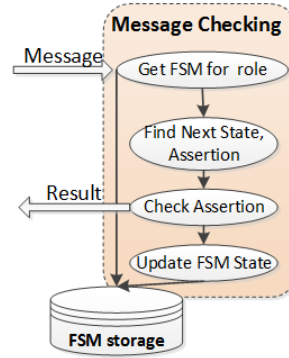 Message Checking
Message
Get FSM for role
Find Next State,
Assertion
Result
Check Assertion
Update FSM State
FSM storage